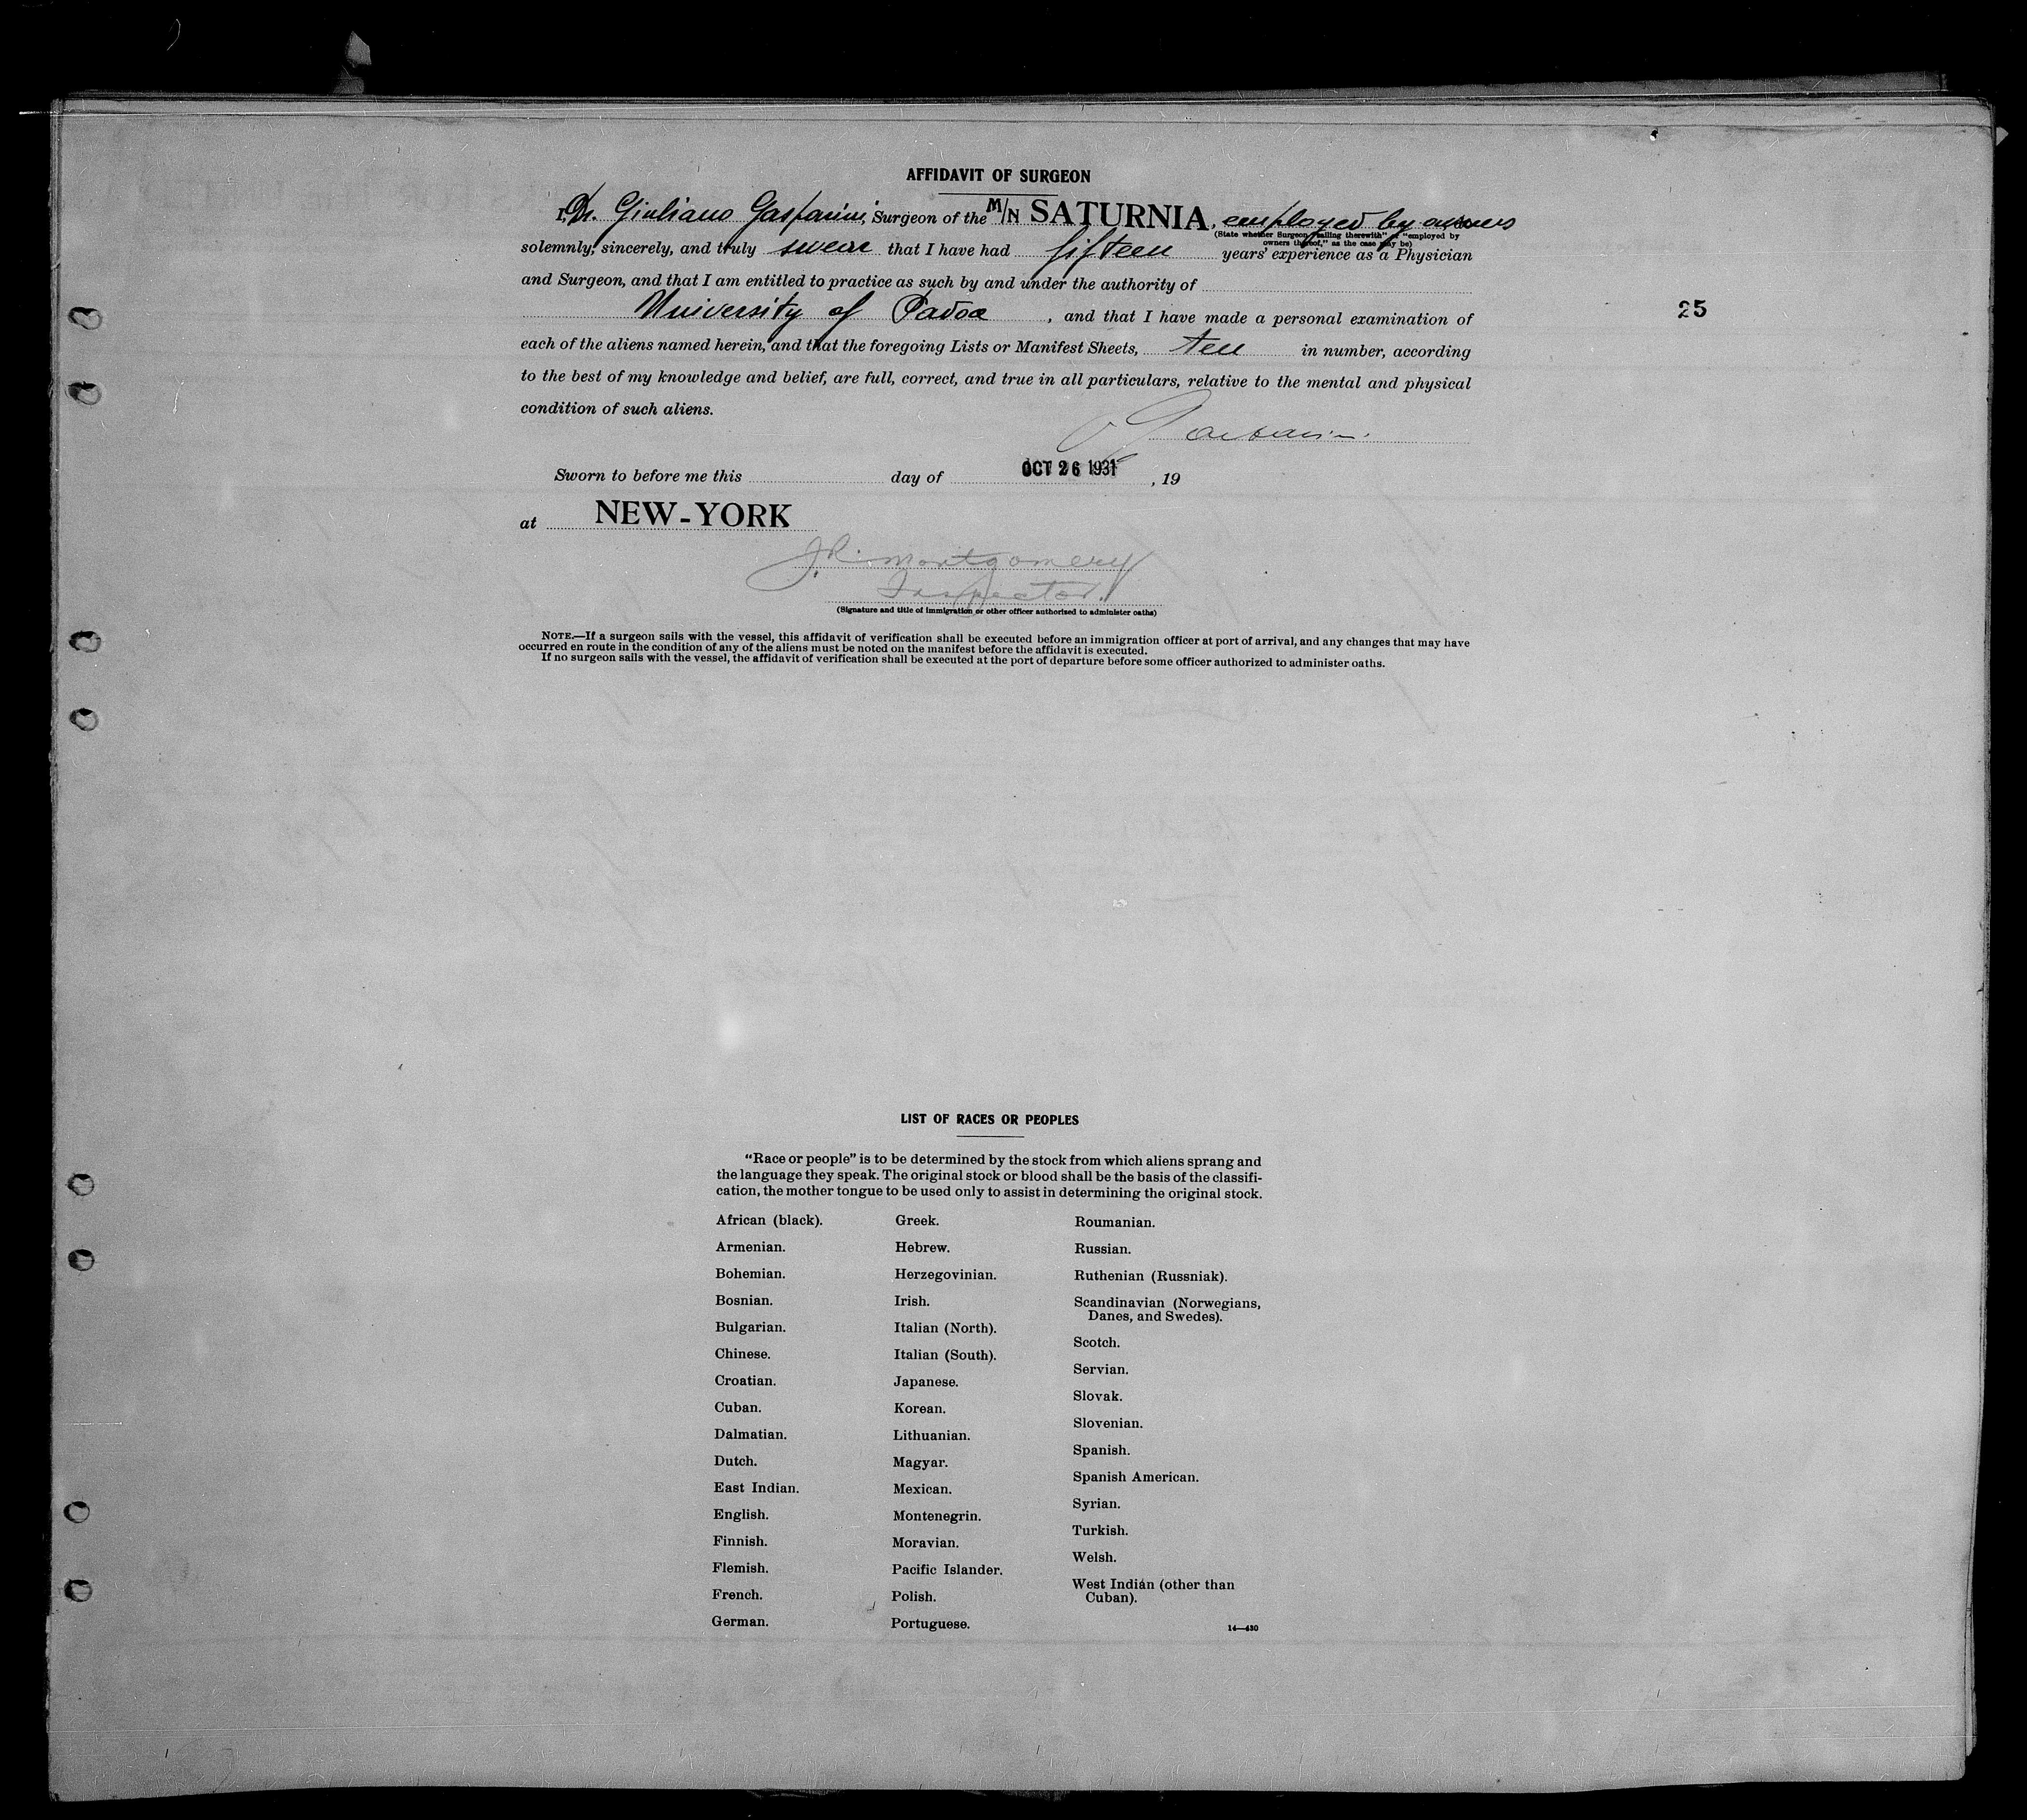 AFFIDAVIT OF SURGEON
I, Dr. Giuliano Gasparini, Surgeon of the M/N SATURNIA, employed by owners
(State whether Surgeon "sailing therewith" or "employed by
owners thereof," as the case may be)
solemnly, sincerely, and truly swear that I have had fifteen years' experience as a Physician
and Surgeon, and that I am entitled to practice as such by and under the authority of
University of Padoa, and that I have made a personal examination of
25
each of the aliens named herein, and that the foregoing Lists or Manifest Sheets, ten in number, according
to the best of my knowledge and belief, are full, correct, and true in all particulars, relative to the mental and physical
condition of such aliens.
G Gasparini
Sworn to before me this day of OCT 26 1931, 19
at NEW-YORK
J.R. Montgomery
Inspector.
(Signature and title of immigration or other officer authorized to administer oaths)
NOTE.—If a surgeon sails with the vessel, this affidavit of verification shall be executed before an immigration officer at port of arrival, and any changes that may have
occurred en route in the condition of any of the aliens must be noted on the manifest before the affidavit is executed.
If no surgeon sails with the vessel, the affidavit of verification shall be executed at the port of departure before some officer authorized to administer oaths.
LIST OF RACES OR PEOPLES
"Race or people" is to be determined by the stock from which aliens sprang and
the language they speak. The original stock or blood shall be the basis of the classifi-
cation, the mother tongue to be used only to assist in determining the original stock.
African (black).
Armenian.
Bohemian.
Bosnian.
Bulgarian.
Chinese.
Croatian.
Cuban.
Dalmatian.
Dutch.
East Indian.
English.
Finnish.
Flemish.
French.
German.
Greek.
Hebrew.
Herzegovinian.
Irish.
Italian (North).
Italian (South).
Japanese.
Korean.
Lithuanian.
Magyar.
Mexican.
Montenegrin.
Moravian.
Pacific Islander.
Polish.
Portuguese.
Roumanian.
Russian.
Ruthenian (Russniak).
Scandinavian (Norwegians,
Danes, and Swedes).
Scotch.
Servian.
Slovak.
Slovenian.
Spanish.
Spanish American.
Syrian.
Turkish.
Welsh.
West Indian (other than
Cuban).
14—430